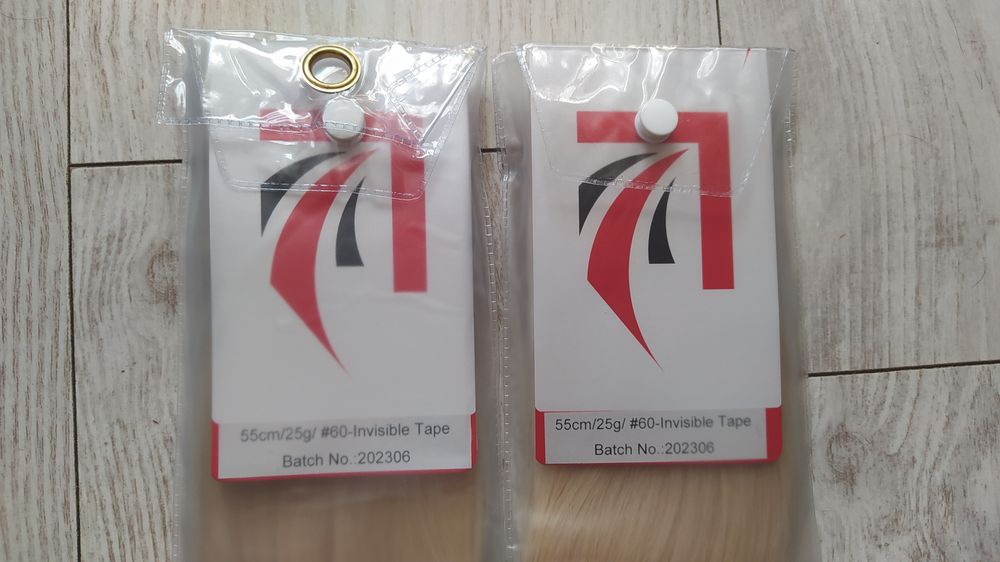 55cm/25g/ #60-Invisible Tape
Batch No.:202306
55cm/25g/ #60-Invisible Tape
Batch No.:202306